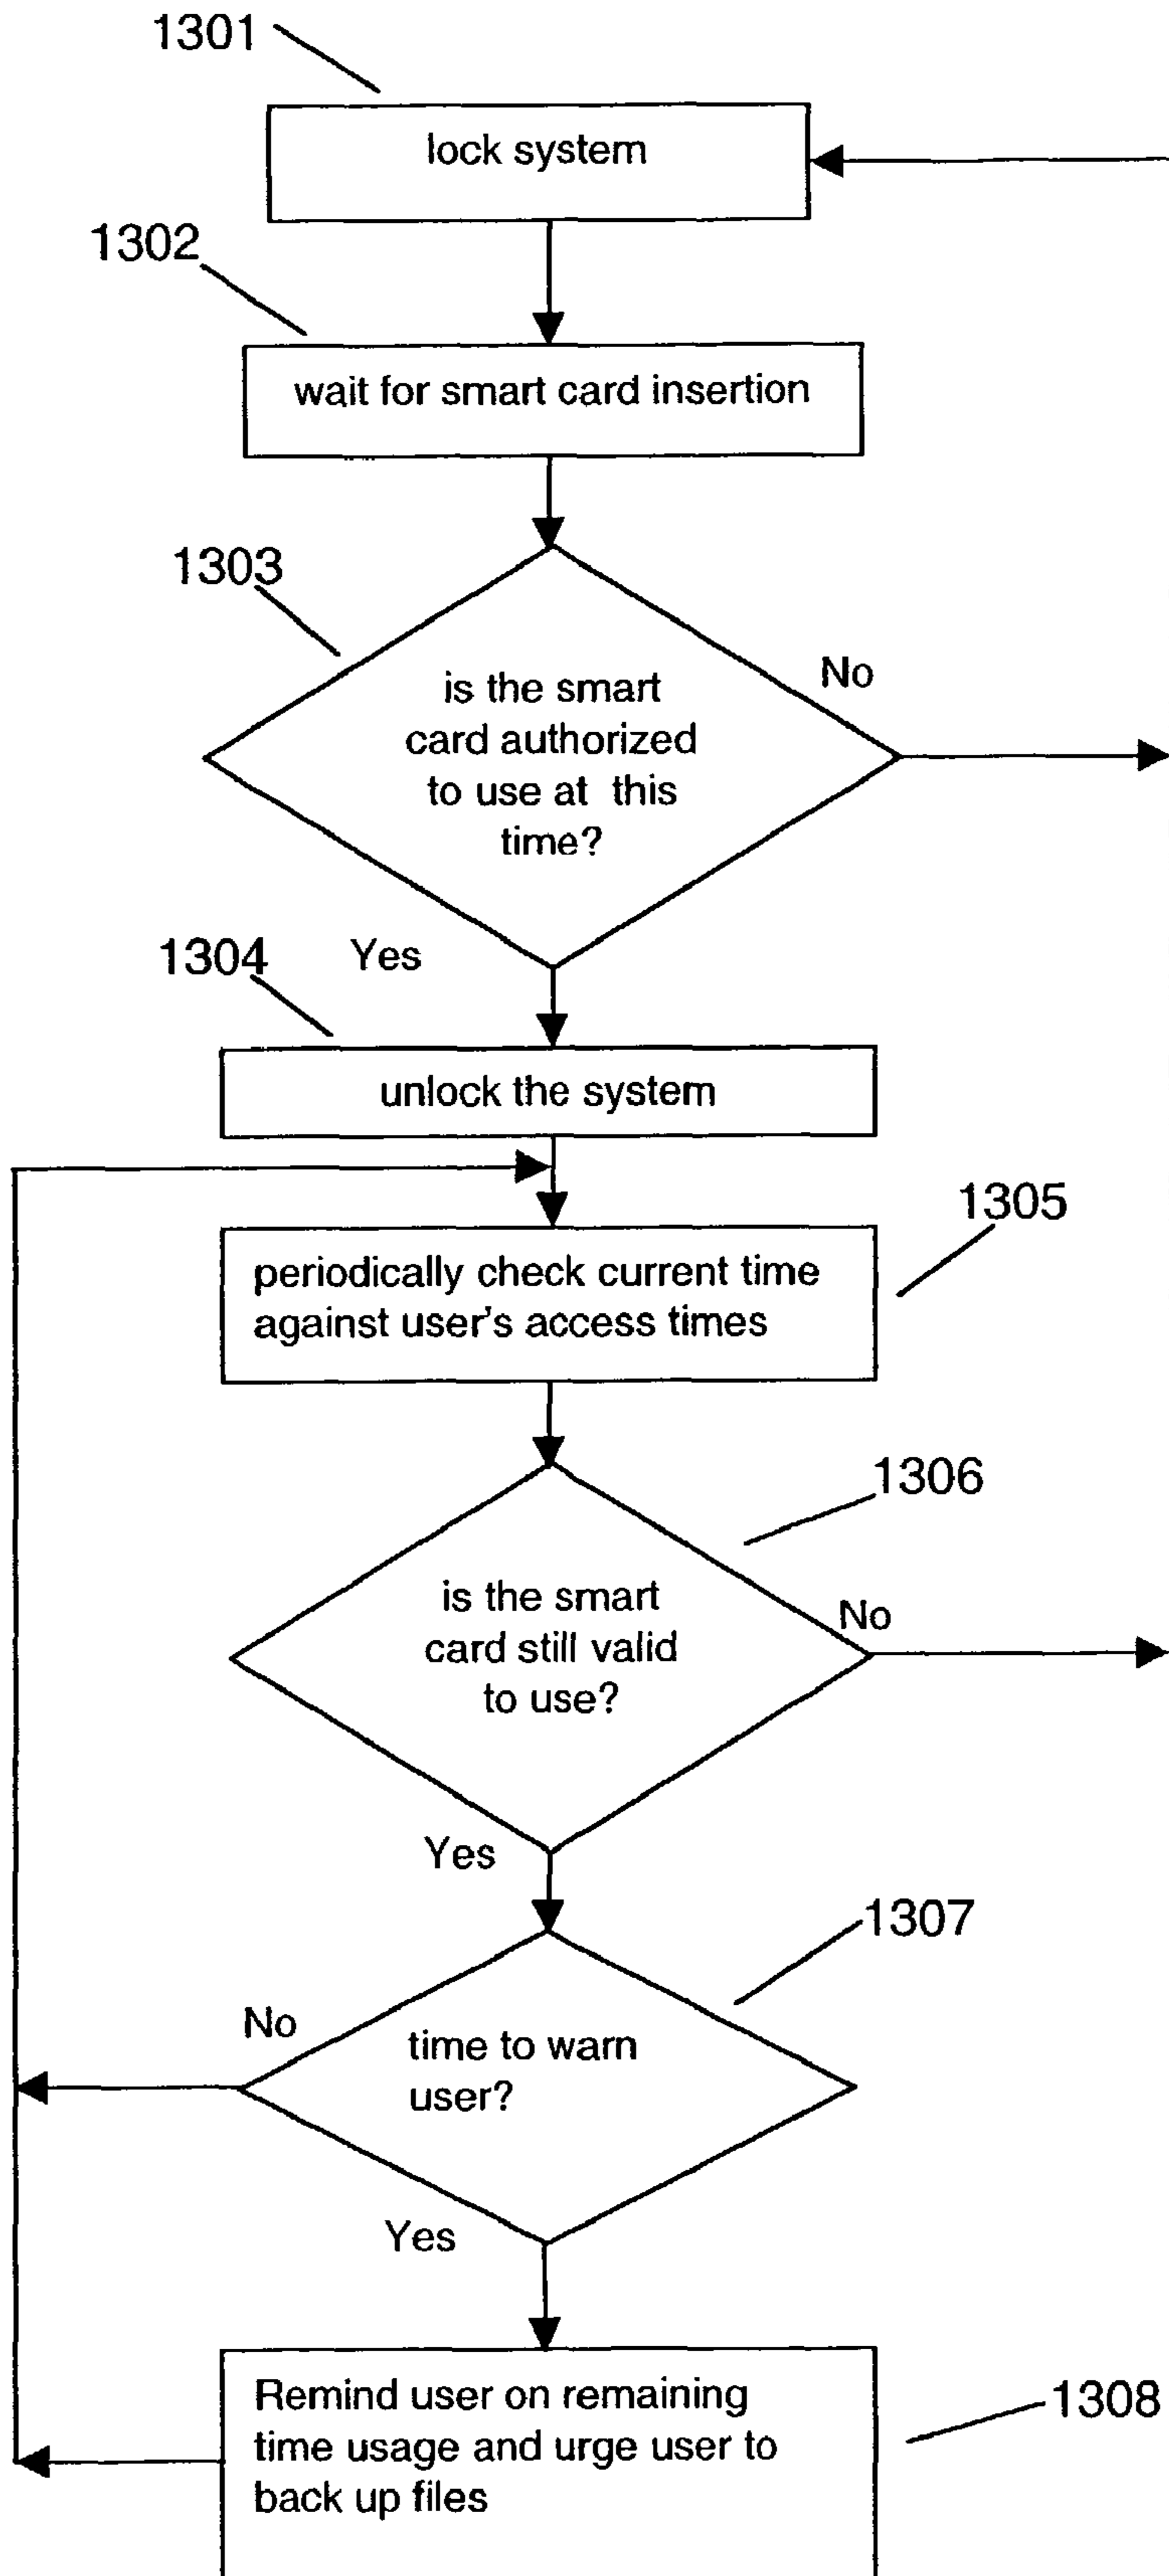 1301
lock system
1302
wait for smart card insertion
1303
No
is the smart
card authorized
to use at this
time?
1304
Yes
unlock the system
1305
periodically check current time
against user's access times
1306
is the smart
card still valid
to use?
No
Yes
1307
No
time to warn
user?
Yes
Remind user on remaining
time usage and urge user to
back up files
1308